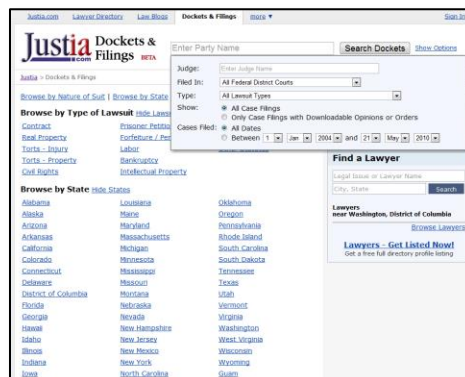 Justia.com Lawyer Directory Law Blogs Dockets & Filings more ▼ Sign In
Justia .com Dockets & Filings BETA
Enter Party Name Search Dockets Show Options
Judge: Enter Judge Name
Filed In: All Federal District Courts
Type: All Lawsuit Types
Show: All Case Filings
Only Case Filings with Downloadable Opinions or Orders
Cases Filed: All Dates
Between 1 Jan 2004 and 21 May 2010
Justia > Dockets & Filings
Browse by Nature of Suit | Browse by State
Browse by Type of Lawsuit Hide
Contract
Real Property
Torts - Injury
Torts - Property
Civil Rights
Prisoner
Forfeiture /
Labor
Bankruptcy
Intellectual Property
Browse by State Hide States
Alabama
Alaska
Arizona
Arkansas
California
Colorado
Connecticut
Delaware
District of Columbia
Florida
Georgia
Hawaii
Idaho
Illinois
Indiana
Iowa
Louisiana
Maine
Maryland
Massachusetts
Michigan
Minnesota
Mississippi
Missouri
Montana
Nebraska
Nevada
New Hampshire
New Jersey
New Mexico
New York
North Carolina
Oklahoma
Oregon
Pennsylvania
Rhode Island
South Carolina
South Dakota
Tennessee
Texas
Utah
Vermont
Virginia
Washington
West Virginia
Wisconsin
Wyoming
Guam
Find a Lawyer
Legal Issue or Lawyer Name
City, State Search
Lawyers
near Washington, District of Columbia
Browse Lawyers
Lawyers - Get Listed Now!
Get a free full directory profile listing